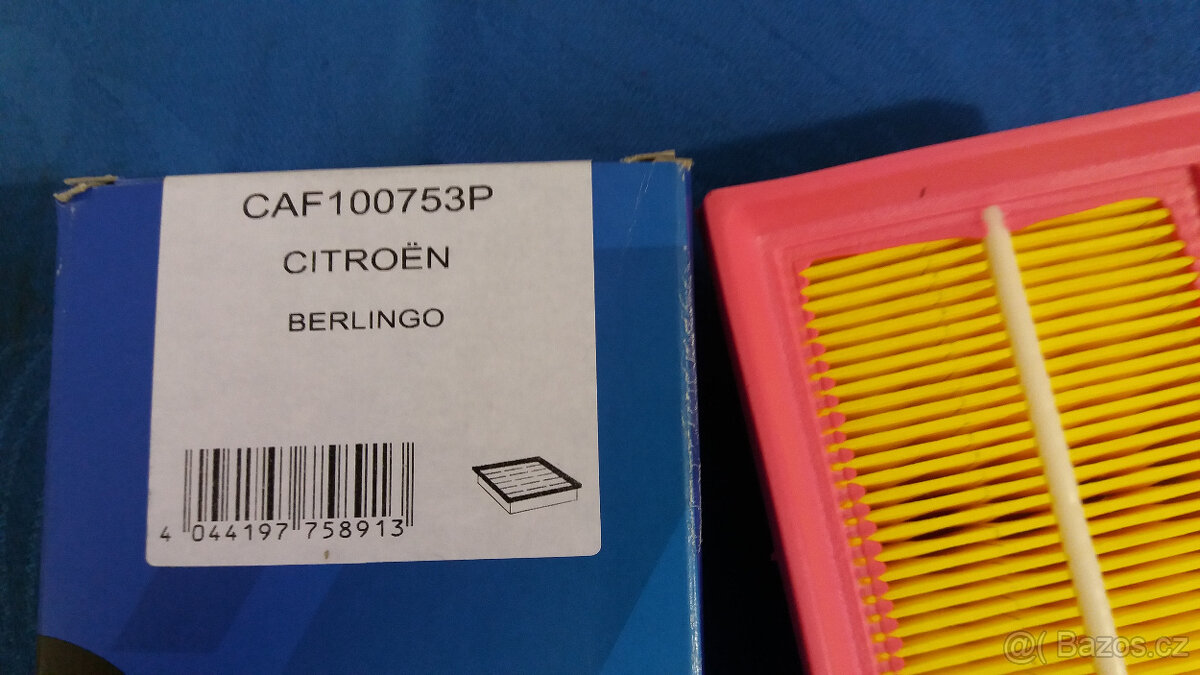 CAF100753P
CITROËN
BERLINGO
4 044197 758913
@( Bazos.cz